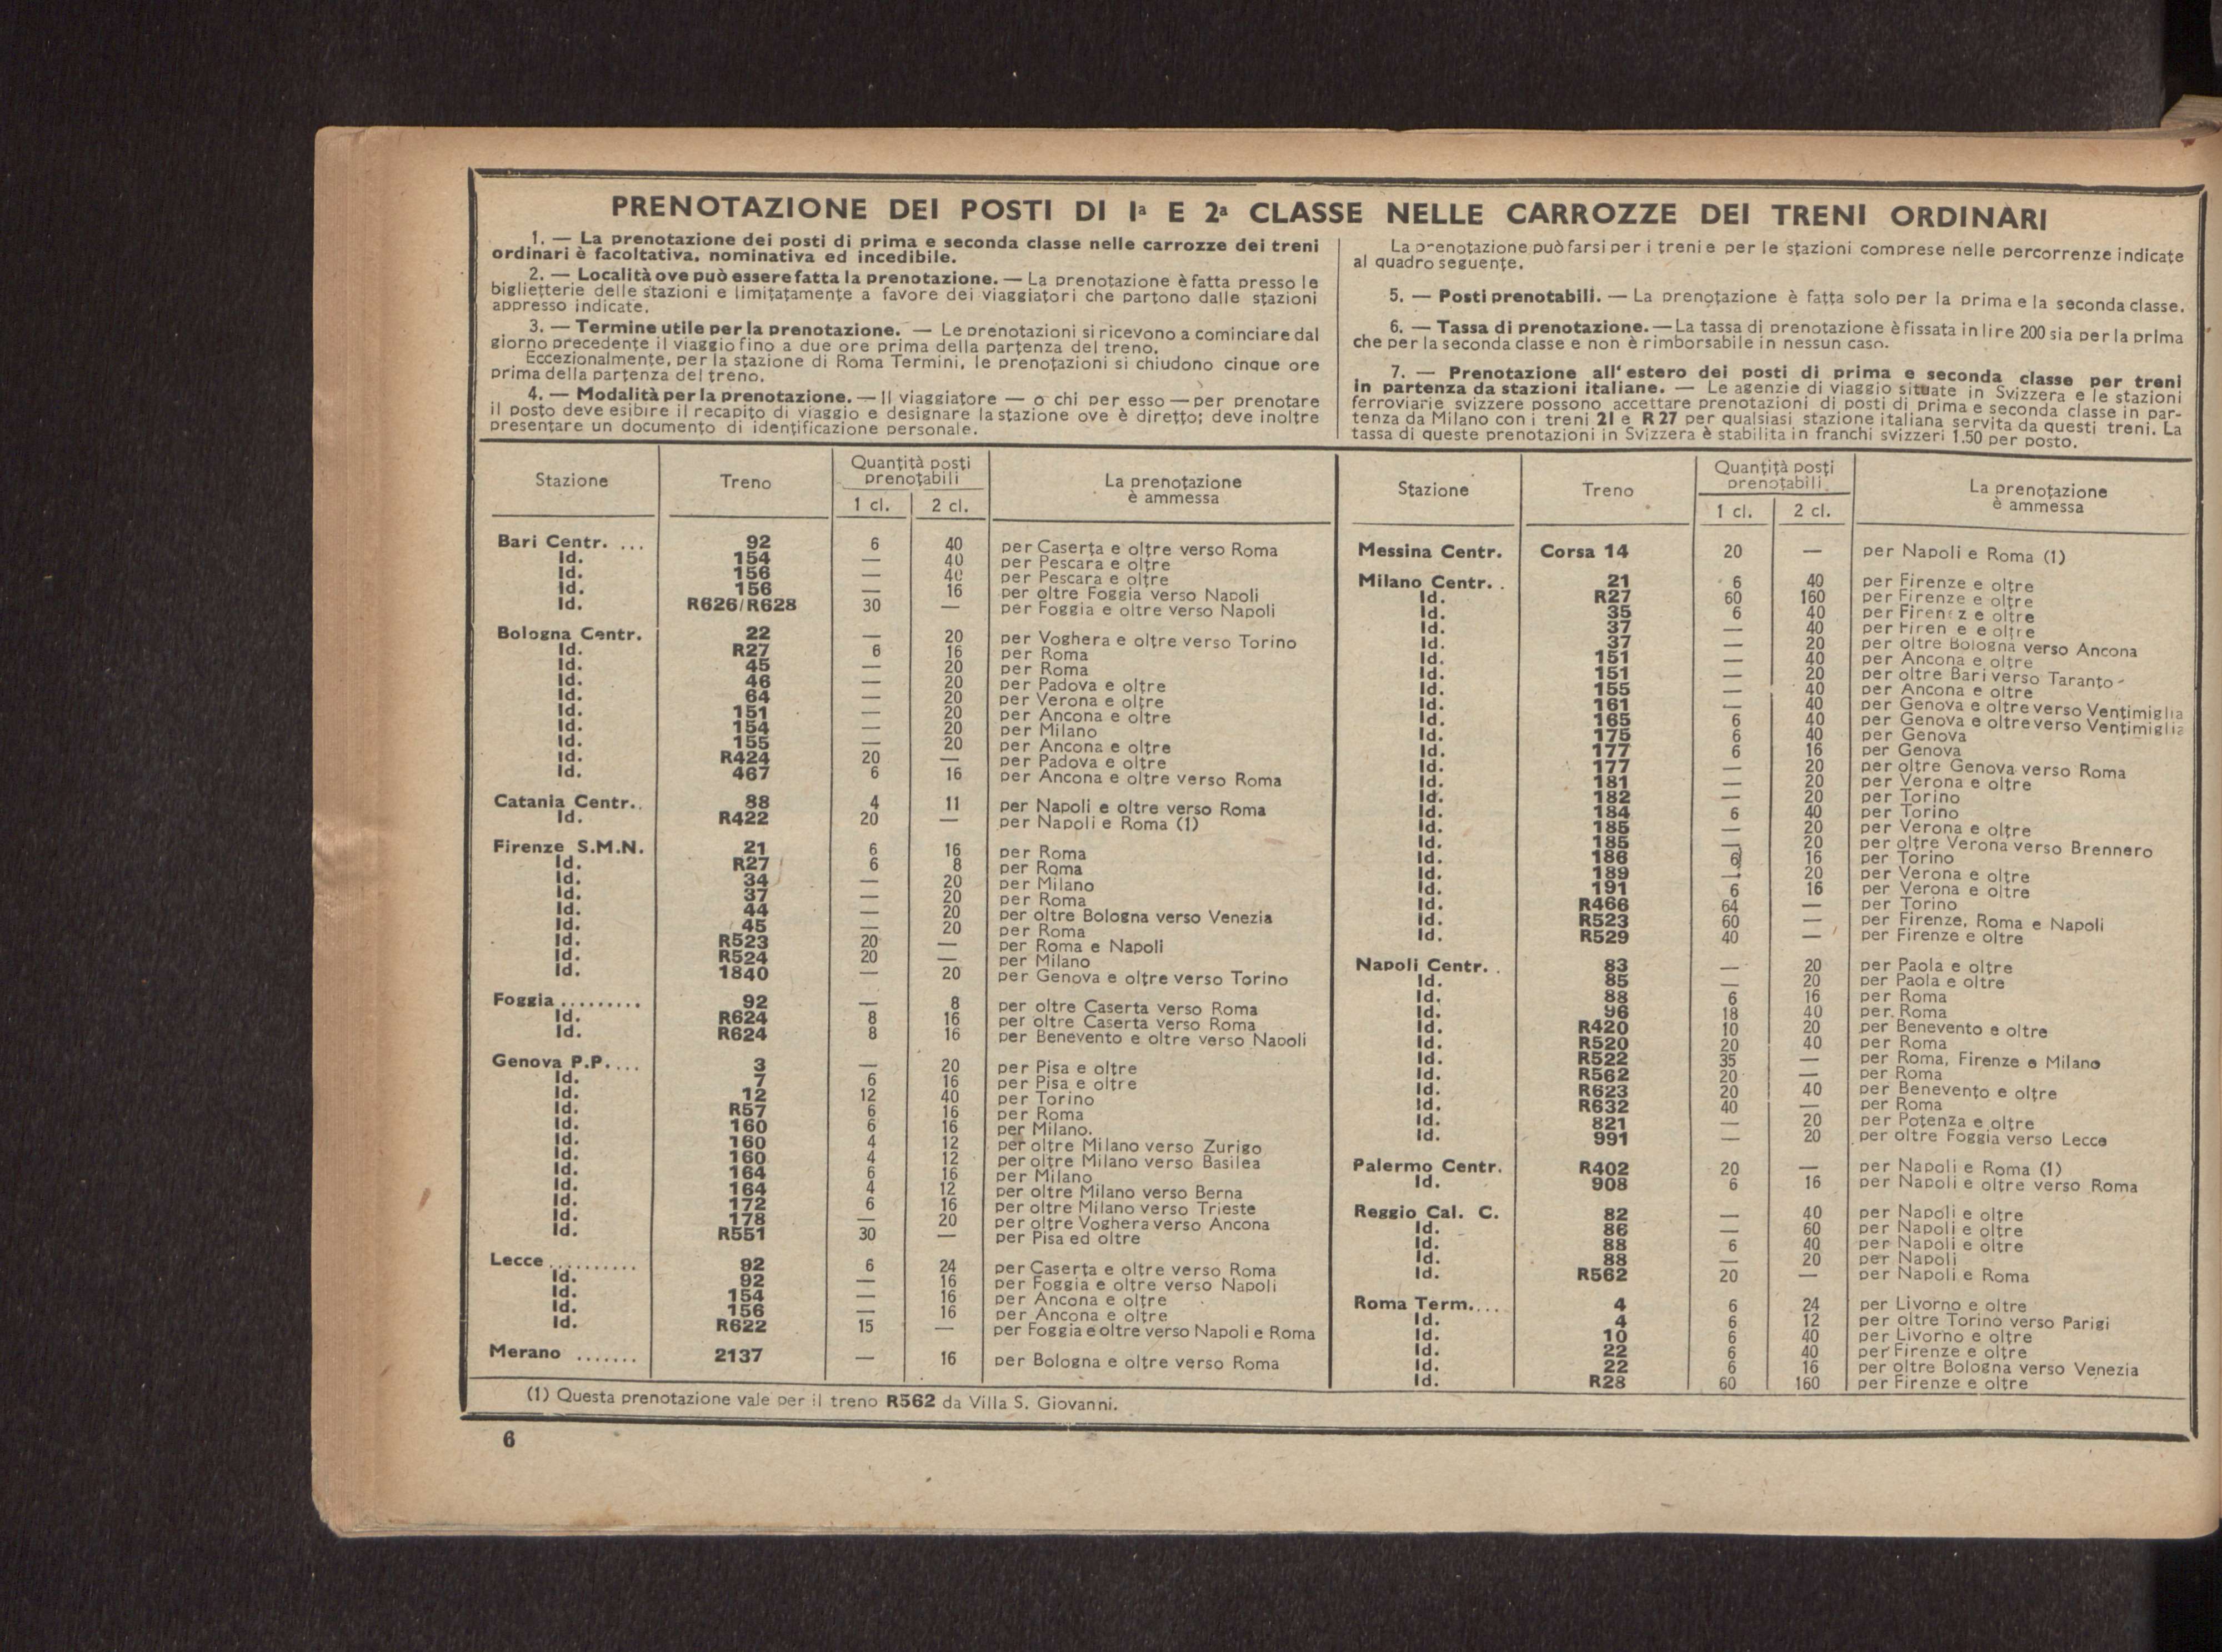 PRENOTAZIONE DEI POSTI DI Iª E 2ª CLASSE NELLE CARROZZE DEI TRENI ORDINARI
1. — La prenotazione dei posti di prima e seconda classe nelle carrozze dei treni
ordinari è facoltativa, nominativa ed incedibile.
2. — Località ove può essere fatta la prenotazione. — La prenotazione è fatta presso le
biglietterie delle stazioni e limitatamente a favore dei viaggiatori che partono dalle stazioni
appresso indicate.
3. — Termine utile per la prenotazione. — Le prenotazioni si ricevono a cominciare dal
giorno precedente il viaggio fino a due ore prima della partenza del treno.
Eccezionalmente, per la stazione di Roma Termini, le prenotazioni si chiudono cinque ore
prima della partenza del treno.
4. — Modalità per la prenotazione. — Il viaggiatore — o chi per esso — per prenotare
il posto deve esibire il recapito di viaggio e designare la stazione ove è diretto; deve inoltre
presentare un documento di identificazione personale.
La prenotazione può farsi per i treni e per le stazioni comprese nelle percorrenze indicate
al quadro seguente.
5. — Posti prenotabili. — La prenotazione è fatta solo per la prima e la seconda classe.
6. — Tassa di prenotazione. — La tassa di prenotazione è fissata in lire 200 sia per la prima
che per la seconda classe e non è rimborsabile in nessun caso.
7. — Prenotazione all'estero dei posti di prima e seconda classe per treni
in partenza da stazioni italiane. — Le agenzie di viaggio situate in Svizzera e le stazioni
ferroviarie svizzere possono accettare prenotazioni di posti di prima e seconda classe in par-
tenza da Milano con i treni 21 e R 27 per qualsiasi stazione italiana servita da questi treni. La
tassa di queste prenotazioni in Svizzera è stabilita in franchi svizzeri 1.50 per posto.
Stazione Treno Quantità posti prenotabili 1 cl. 2 cl. La prenotazione è ammessa
Bari Centr. ... 92 6 40 per Caserta e oltre verso Roma
Id. 154 — 40 per Pescara e oltre
Id. 156 — 40 per Pescara e oltre
Id. 156 — 16 per oltre Foggia verso Napoli
Id. R626/R628 30 — per Foggia e oltre verso Napoli
Bologna Centr. 22 — 20 per Voghera e oltre verso Torino
Id. R27 6 16 per Roma
Id. 45 — 20 per Roma
Id. 46 — 20 per Padova e oltre
Id. 64 — 20 per Verona e oltre
Id. 151 — 20 per Ancona e oltre
Id. 154 — 20 per Milano
Id. 155 — 20 per Ancona e oltre
Id. R424 20 — per Padova e oltre
Id. 467 6 16 per Ancona e oltre verso Roma
Catania Centr.. 88 4 11 per Napoli e oltre verso Roma
Id. R422 20 — per Napoli e Roma (1)
Firenze S.M.N. 21 6 16 per Roma
Id. R27 6 8 per Roma
Id. 34 — 20 per Milano
Id. 37 — 20 per Roma
Id. 44 — 20 per oltre Bologna verso Venezia
Id. 45 — 20 per Roma
Id. R523 20 — per Roma e Napoli
Id. R524 20 — per Milano
Id. 1840 — 20 per Genova e oltre verso Torino
Foggia ......... 92 — 8 per oltre Caserta verso Roma
Id. R624 8 16 per oltre Caserta verso Roma
Id. R624 8 16 per Benevento e oltre verso Napoli
Genova P.P.... 3 — 20 per Pisa e oltre
Id. 7 6 16 per Pisa e oltre
Id. 12 12 40 per Torino
Id. R57 6 16 per Roma
Id. 160 6 16 per Milano.
Id. 160 4 12 per oltre Milano verso Zurigo
Id. 160 4 12 per oltre Milano verso Basilea
Id. 164 6 16 per Milano
Id. 164 4 12 per oltre Milano verso Berna
Id. 172 6 16 per oltre Milano verso Trieste
Id. 178 — 20 per oltre Voghera verso Ancona
Id. R551 30 — per Pisa ed oltre
Lecce .......... 92 6 24 per Caserta e oltre verso Roma
Id. 92 — 16 per Foggia e oltre verso Napoli
Id. 154 — 16 per Ancona e oltre
Id. 156 — 16 per Ancona e oltre
Id. R622 15 — per Foggia e oltre verso Napoli e Roma
Merano ....... 2137 — 16 per Bologna e oltre verso Roma
Stazione Treno Quantità posti prenotabili 1 cl. 2 cl. La prenotazione è ammessa
Messina Centr. Corsa 14 20 — per Napoli e Roma (1)
Milano Centr. . 21 6 40 per Firenze e oltre
Id. R27 60 160 per Firenze e oltre
Id. 35 6 40 per Firenez e oltre
Id. 37 — 40 per Firen e e oltre
Id. 37 — 20 per oltre Bologna verso Ancona
Id. 151 — 40 per Ancona e oltre
Id. 151 — 20 per oltre Bari verso Taranto
Id. 155 — 40 per Ancona e oltre
Id. 161 — 40 per Genova e oltre verso Ventimiglia
Id. 165 6 40 per Genova e oltre verso Ventimiglia
Id. 175 6 40 per Genova
Id. 177 6 16 per Genova
Id. 177 — 20 per oltre Genova verso Roma
Id. 181 — 20 per Verona e oltre
Id. 182 — 20 per Torino
Id. 184 6 40 per Torino
Id. 185 — 20 per Verona e oltre
Id. 185 — 20 per oltre Verona verso Brennero
Id. 186 6 16 per Torino
Id. 189 — 20 per Verona e oltre
Id. 191 6 16 per Verona e oltre
Id. R466 64 — per Torino
Id. R523 60 — per Firenze, Roma e Napoli
Id. R529 40 — per Firenze e oltre
Napoli Centr. . 83 — 20 per Paola e oltre
Id. 85 — 20 per Paola e oltre
Id. 88 6 16 per Roma
Id. 96 18 40 per Roma
Id. R420 10 20 per Benevento e oltre
Id. R520 20 40 per Roma
Id. R522 35 — per Roma, Firenze e Milano
Id. R562 20 — per Roma
Id. R623 20 40 per Benevento e oltre
Id. R632 40 — per Roma
Id. 821 — 20 per Potenza e oltre
Id. 991 — 20 per oltre Foggia verso Lecce
Palermo Centr. R402 20 — per Napoli e Roma (1)
Id. 908 6 16 per Napoli e oltre verso Roma
Reggio Cal. C. 82 — 40 per Napoli e oltre
Id. 86 — 60 per Napoli e oltre
Id. 88 6 40 per Napoli e oltre
Id. 88 — 20 per Napoli
Id. R562 20 — per Napoli e Roma
Roma Term.... 4 6 24 per Livorno e oltre
Id. 4 6 12 per oltre Torino verso Parigi
Id. 10 6 40 per Livorno e oltre
Id. 22 6 40 per Firenze e oltre
Id. 22 6 16 per oltre Bologna verso Venezia
Id. R28 60 160 per Firenze e oltre
(1) Questa prenotazione vale per il treno R562 da Villa S. Giovanni.
6